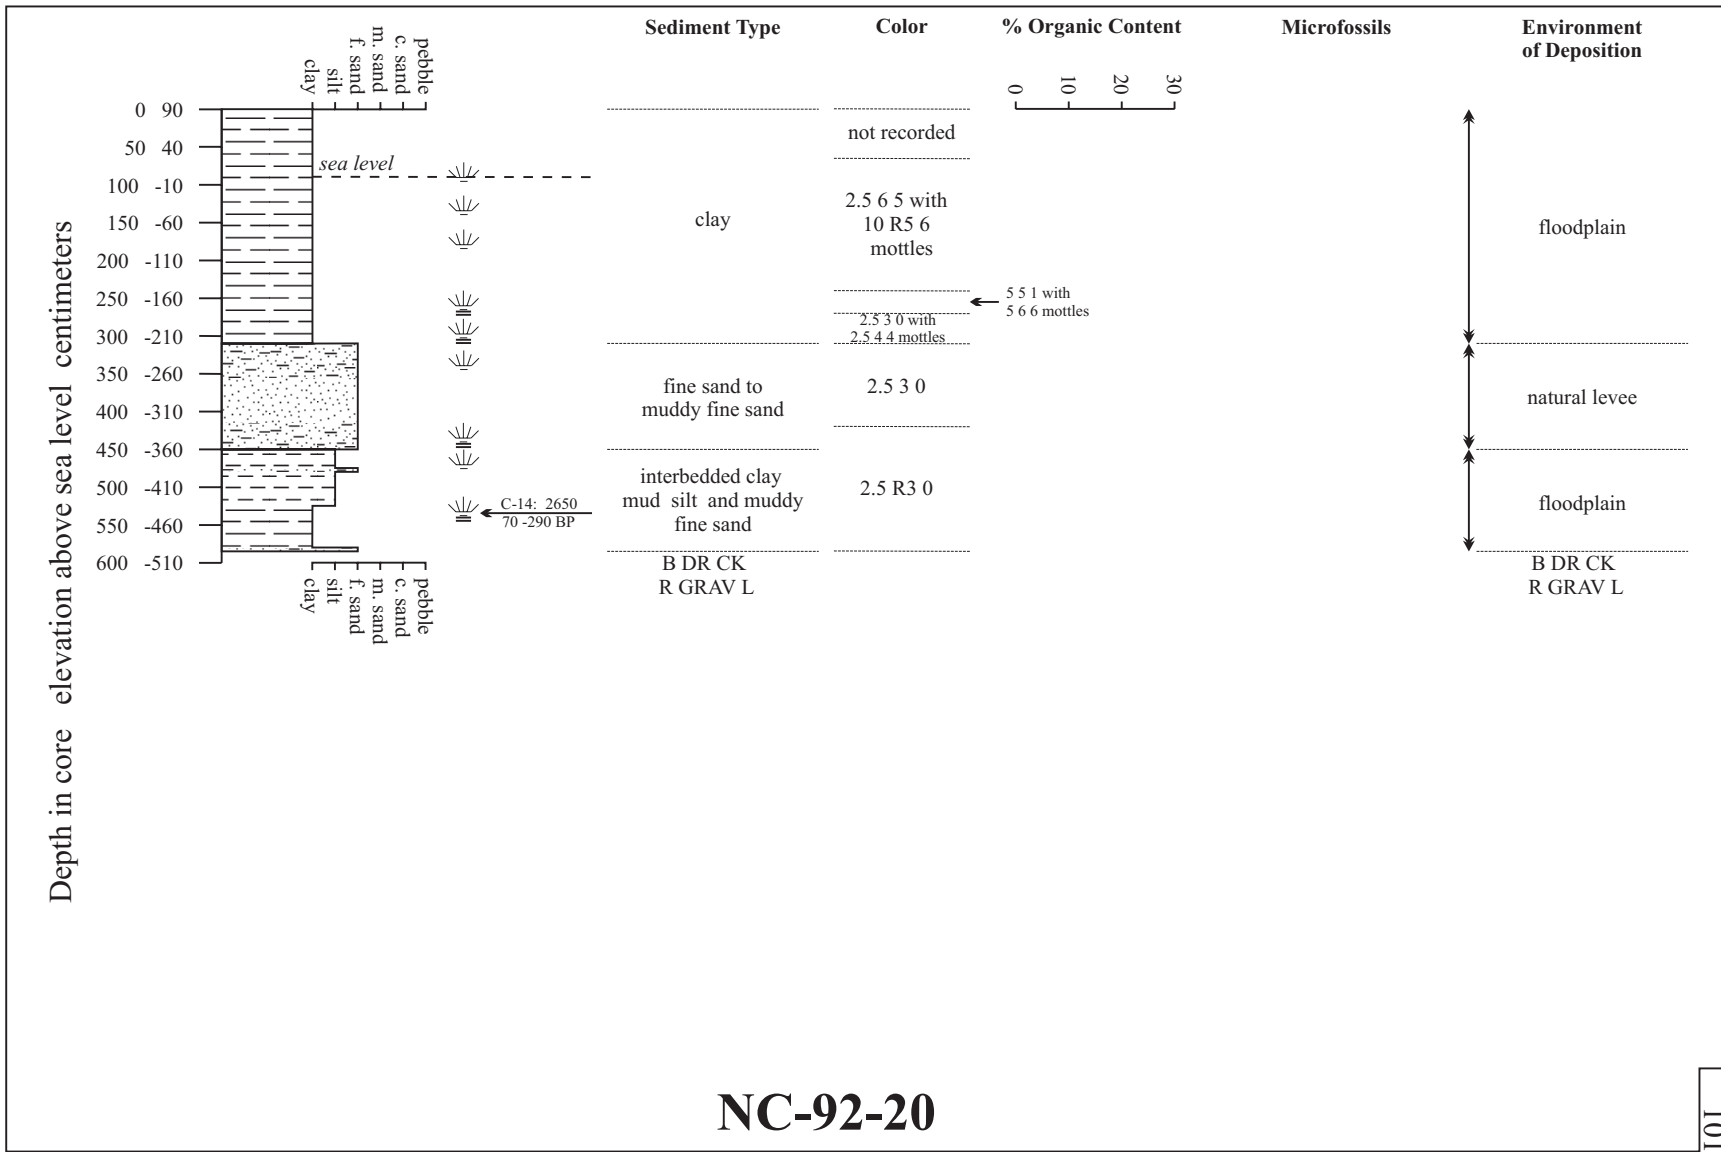 Sediment Type
Color
% Organic Content
Microfossils
Environment
of Deposition
clay
silt
f. sand
m. sand
c. sand
pebble
0 10 20 30
Depth in core elevation above sea level centimeters
0 90
50 40
100 -10
150 -60
200 -110
250 -160
300 -210
350 -260
400 -310
450 -360
500 -410
550 -460
600 -510
sea level
C-14: 2650
70 -290 BP
clay
fine sand to
muddy fine sand
interbedded clay
mud silt and muddy
fine sand
B DR CK
R GRAV L
not recorded
2.5 6 5 with
10 R5 6
mottles
5 5 1 with
5 6 6 mottles
2.5 3 0 with
2.5 4 4 mottles
2.5 3 0
2.5 R3 0
floodplain
natural levee
floodplain
B DR CK
R GRAV L
clay
silt
f. sand
m. sand
c. sand
pebble
NC-92-20
101